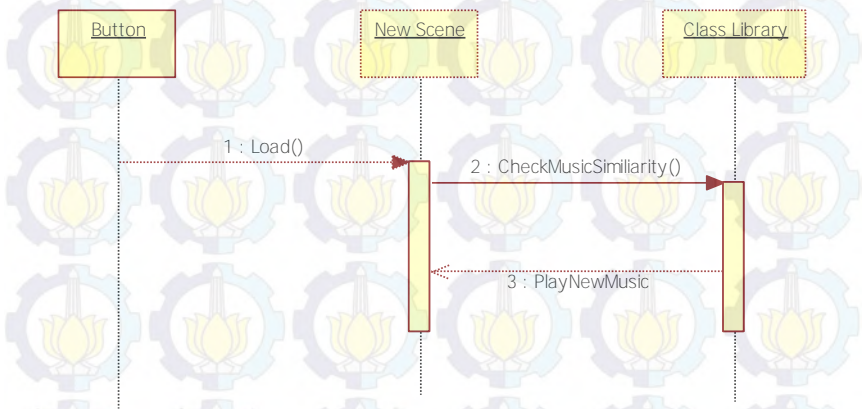 Button
New Scene
Class Library
1 : Load()
2 : CheckMusicSimiliarity()
3 : PlayNewMusic